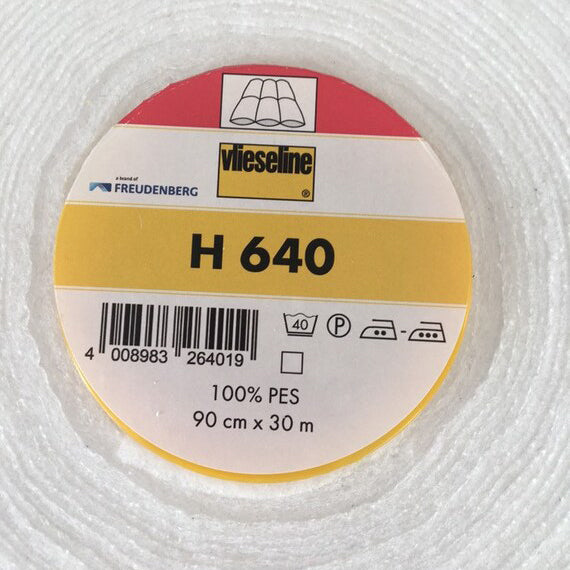 vlieseline
®
a brand of
FREUDENBERG
H 640
4 008983 264019
40 P
100% PES
90 cm x 30 m